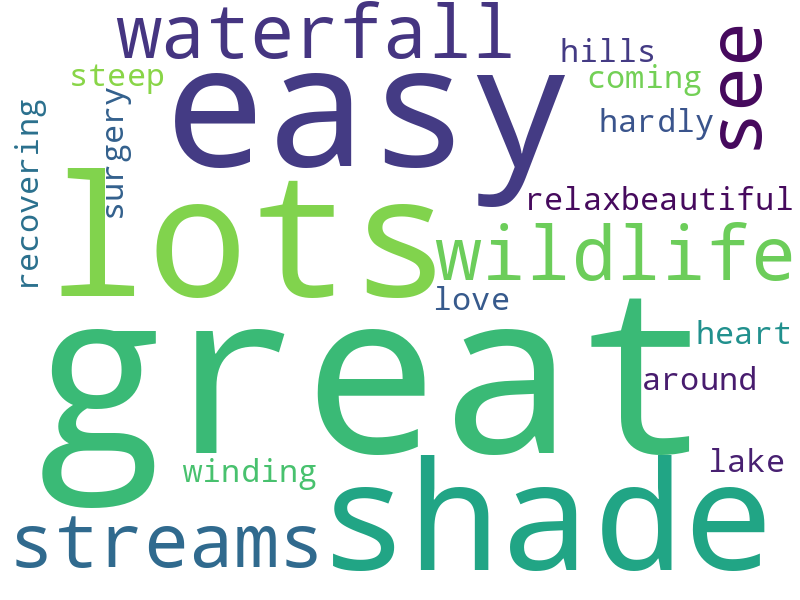 waterfall
hills
see
steep
easy
coming
recovering
surgery
hardly
lots
relaxbeautiful
wildlife
love
great
heart
around
winding
lake
streams
shade